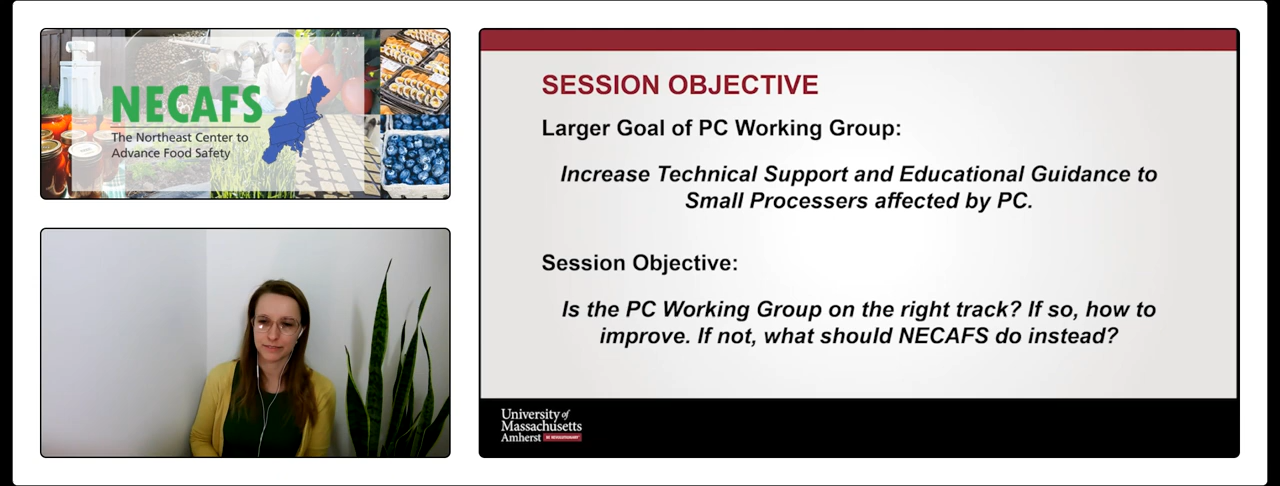 NECAFS
The Northeast Center to
Advance Food Safety
SESSION OBJECTIVE
Larger Goal of PC Working Group:
Increase Technical Support and Educational Guidance to
Small Processers affected by PC.
Session Objective:
Is the PC Working Group on the right track? If so, how to
improve. If not, what should NECAFS do instead?
University of
Massachusetts
Amherst BE REVOLUTIONARY